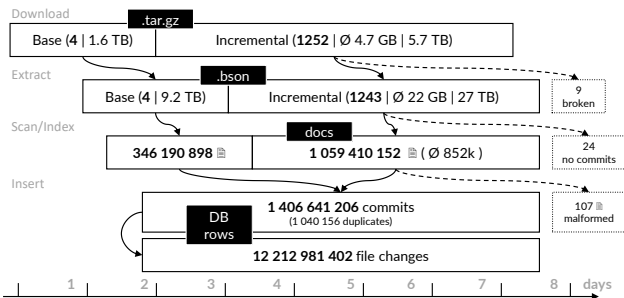 Download
.tar.gz
Base (4 | 1.6 TB)
Incremental (1252 | Ø 4.7 GB | 5.7 TB)
Extract
.bson
9
broken
Base (4 | 9.2 TB)
Incremental (1243 | Ø 22 GB | 27 TB)
Scan/Index
docs
24
no commits
346 190 898
1 059 410 152 ( Ø 852k )
Insert
107
malformed
1 406 641 206 commits
(1 040 156 duplicates)
DB
rows
12 212 981 402 file changes
1 2 3 4 5 6 7 8 days